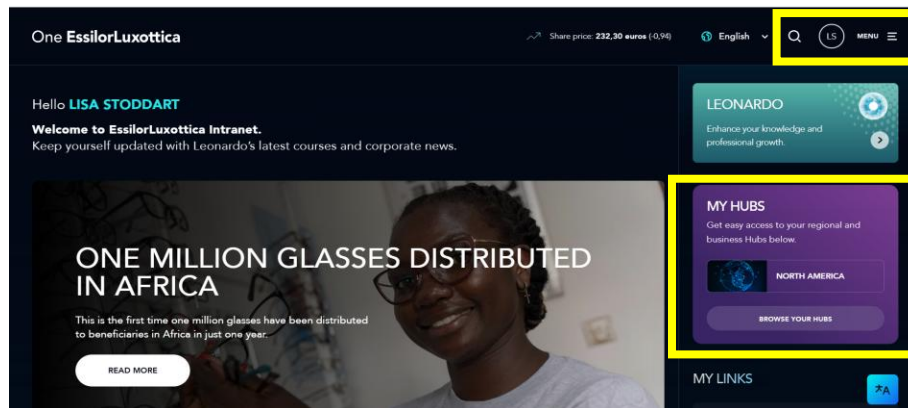 One EssilorLuxottica
Share price: 232,30 euros (-0,94)
English
LS
MENU
Hello LISA STODDART
Welcome to EssilorLuxottica Intranet.
Keep yourself updated with Leonardo's latest courses and corporate news.
ONE MILLION GLASSES DISTRIBUTED
IN AFRICA
This is the first time one million glasses have been distributed
to beneficiaries in Africa in just one year.
READ MORE
LEONARDO
Enhance your knowledge and
professional growth.
MY HUBS
Get easy access to your regional and
business Hubs below.
NORTH AMERICA
BROWSE YOUR HUBS
MY LINKS
A